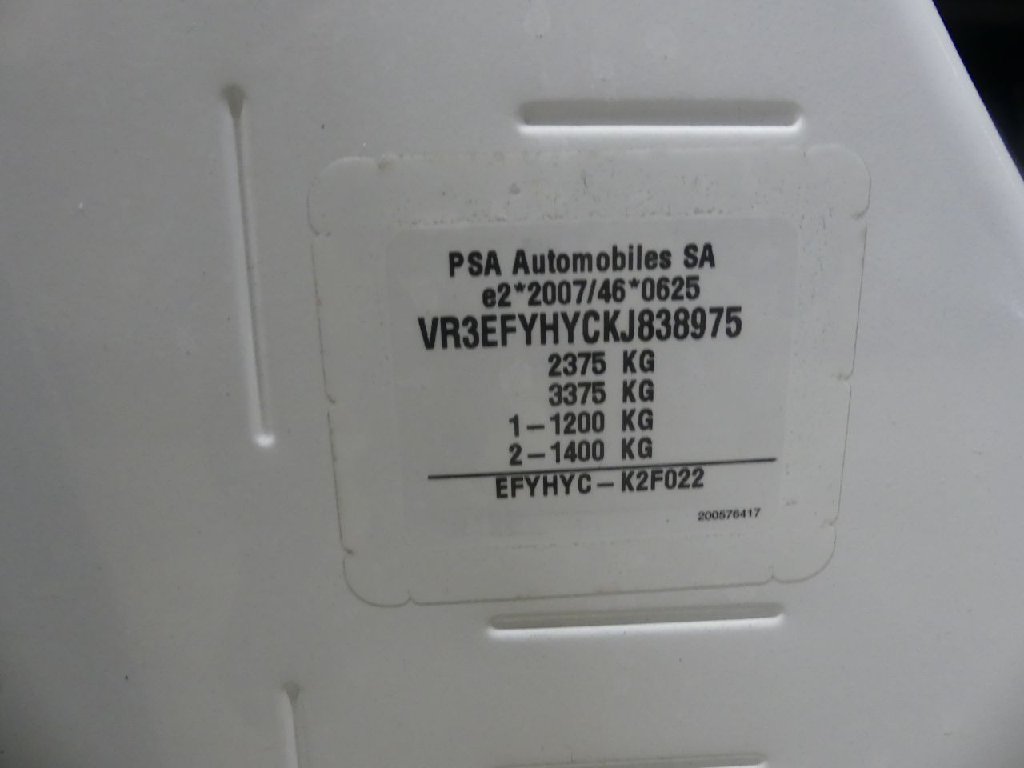 PSA Automobiles SA
e2*2007/46*0625
VR3EFYHYCKJ838975
2375 KG
3375 KG
1-1200 KG
2-1400 KG
EFYHYC-K2F022
200576417